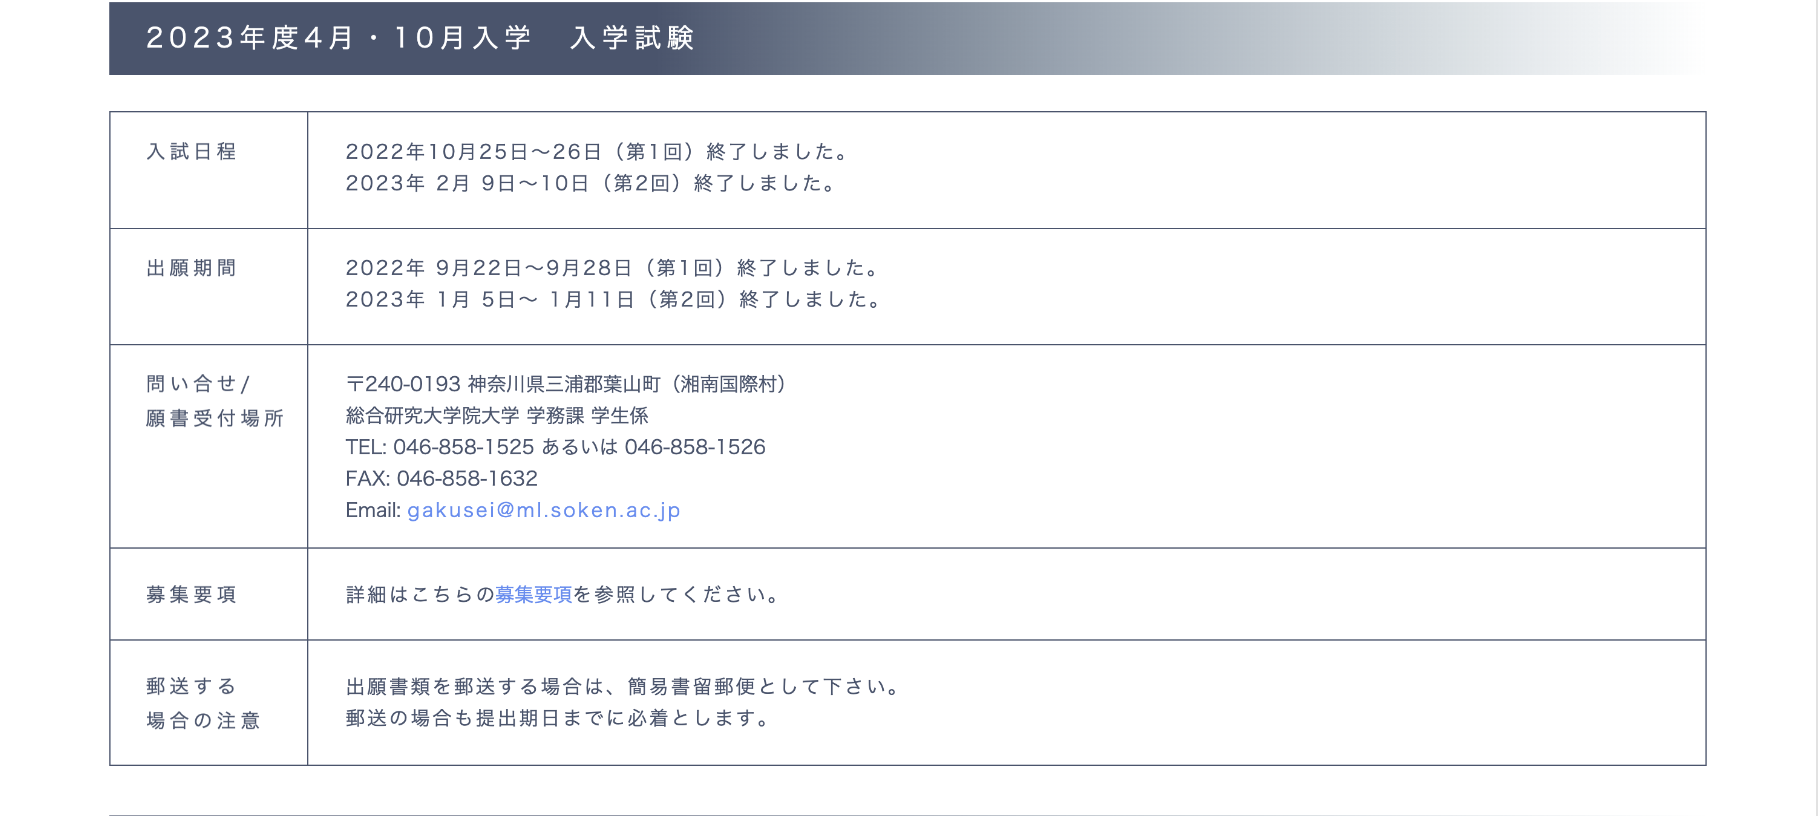 2023年度4月・10月入学　入学試験
入試日程
2022年10月25日～26日（第1回）終了しました。
2023年 2月 9日～10日（第2回）終了しました。
出願期間
2022年 9月22日～9月28日（第1回）終了しました。
2023年 1月 5日～ 1月11日（第2回）終了しました。
問い合せ/
願書受付場所
〒240-0193 神奈川県三浦郡葉山町（湘南国際村）
総合研究大学院大学 学務課 学生係
TEL: 046-858-1525 あるいは 046-858-1526
FAX: 046-858-1632
Email: gakusei@ml.soken.ac.jp
募集要項
詳細はこちらの募集要項を参照してください。
郵送する
場合の注意
出願書類を郵送する場合は、簡易書留郵便として下さい。
郵送の場合も提出期日までに必着とします。